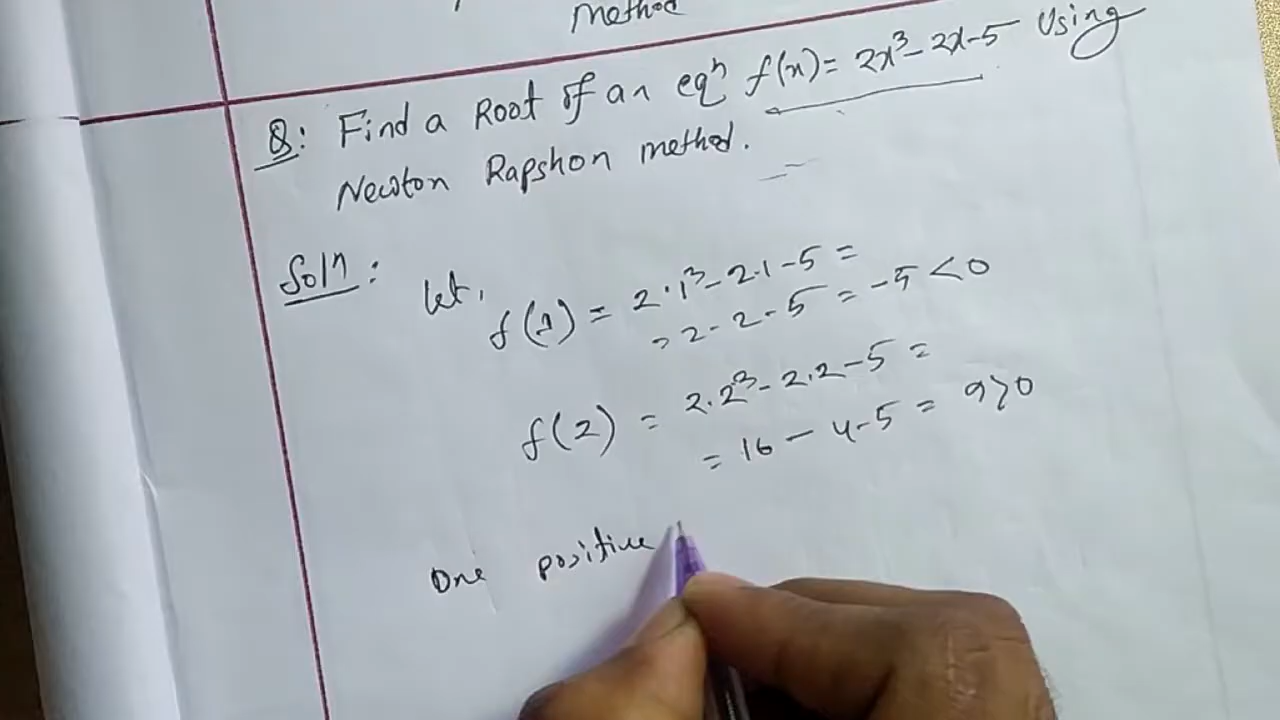 Method
Q: Find a Root of an eqⁿ f(x) = 2x³ - 2x - 5 Using
Newton Rapshon method.
Solⁿ: let, f(1) = 2·1³ - 2·1 - 5 =
= 2 - 2 - 5 = -5 < 0
f(2) = 2·2³ - 2·2 - 5 =
= 16 - 4 - 5 = 9 > 0
One positive